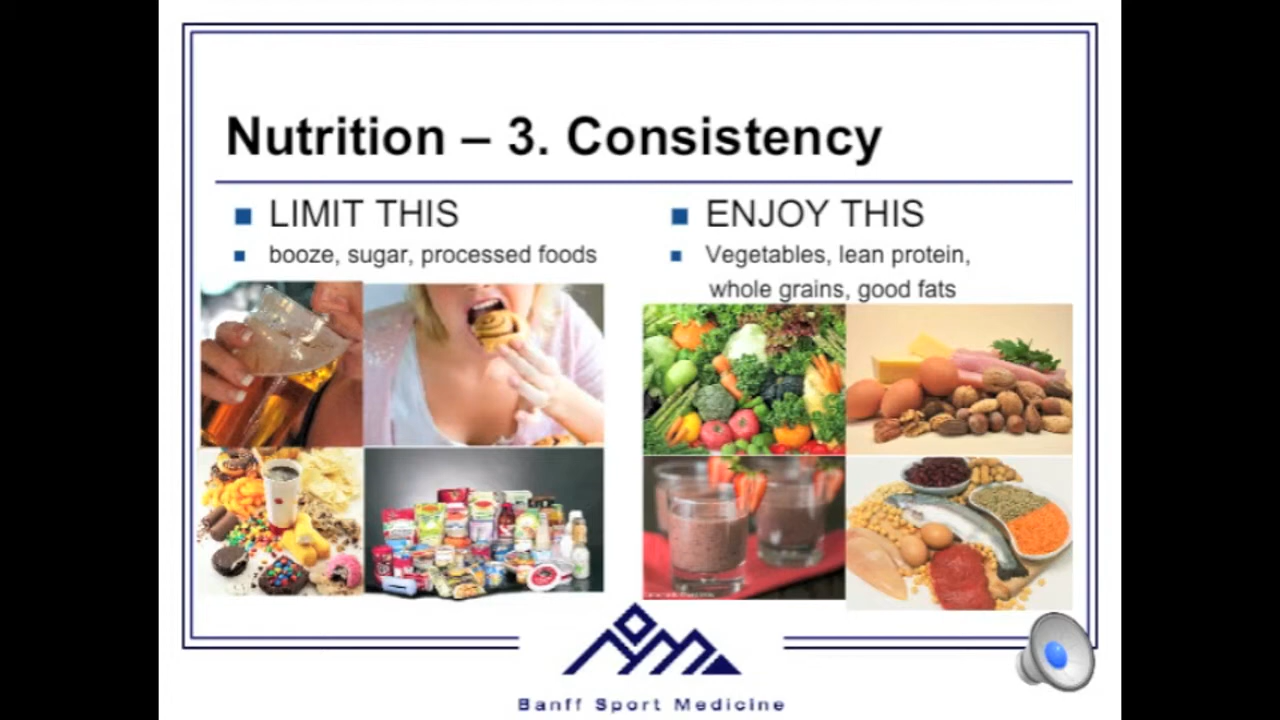 Nutrition – 3. Consistency
LIMIT THIS
booze, sugar, processed foods
ENJOY THIS
Vegetables, lean protein,
whole grains, good fats
Banff Sport Medicine